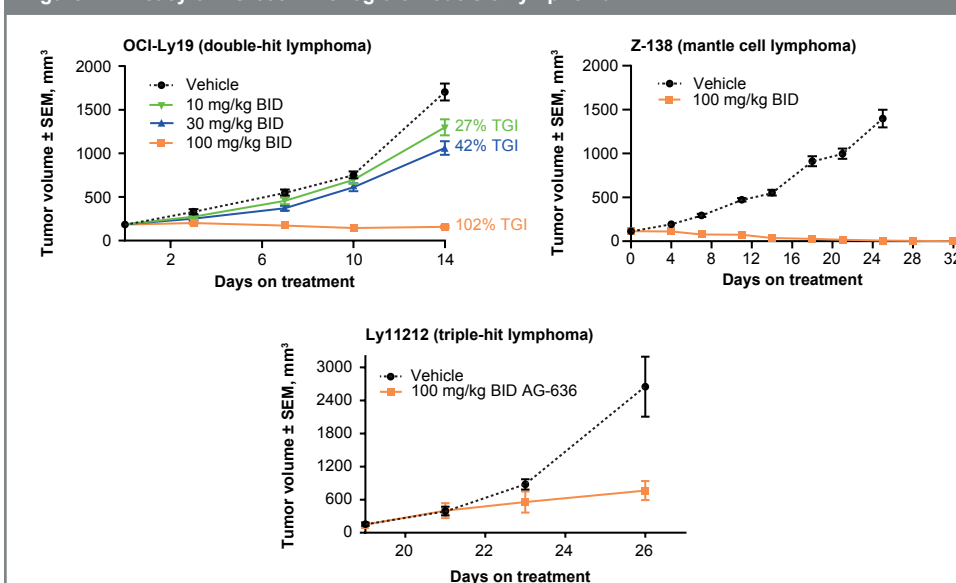 OCI-Ly19 (double-hit lymphoma)
Tumor volume ± SEM, mm³
2000
1500
1000
500
0
Vehicle
10 mg/kg BID
30 mg/kg BID
100 mg/kg BID
27% TGI
42% TGI
102% TGI
2 6 10 14
Days on treatment
Z-138 (mantle cell lymphoma)
Tumor volume ± SEM, mm³
2000
1500
1000
500
0
Vehicle
100 mg/kg BID
0 4 8 12 16 20 24 28 32
Days on treatment
Ly11212 (triple-hit lymphoma)
Tumor volume ± SEM, mm³
3000
2400
1800
1200
600
0
Vehicle
100 mg/kg BID AG-636
20 22 24 26
Days on treatment